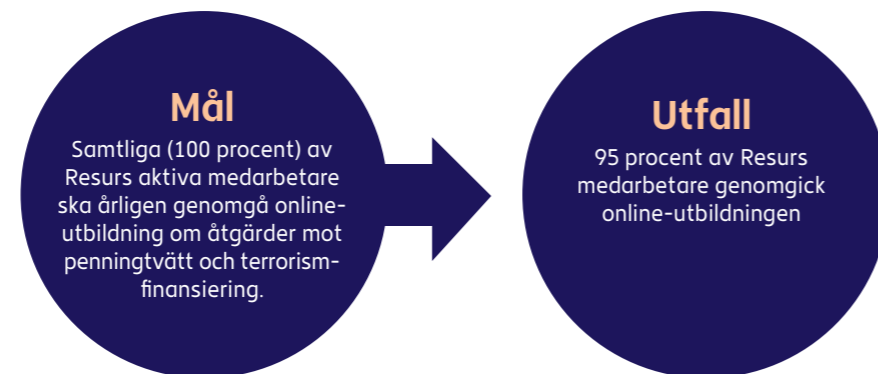 Mål
Samtliga (100 procent) av
Resurs aktiva medarbetare
ska årligen genomgå online-
utbildning om åtgärder mot
penningtvätt och terrorism-
finansiering.
Utfall
95 procent av Resurs
medarbetare genomgick
online-utbildningen